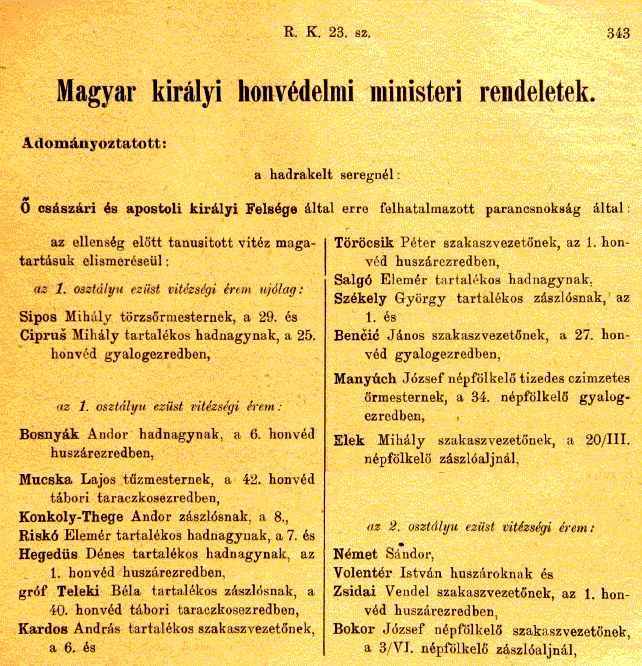 R. K. 23. sz.
343
Magyar királyi honvédelmi ministeri rendeletek.
Adományoztatott:
a hadrakelt seregnél:
Ő császári és apostoli királyi Felsége által erre felhatalmazott parancsnokság által:
az ellenség előtt tanusitott vitéz maga-
tartásuk elismeréseül:
az 1. osztályu ezüst vitézségi érem ujólag:
Sipos Mihály törzsőrmesternek, a 29. és
Cipruš Mihály tartalékos hadnagynak, a 25.
honvéd gyalogezredben,
az 1. osztályu ezüst vitézségi érem:
Bosnyák Andor hadnagynak, a 6. honvéd
huszárezredben,
Mucska Lajos tűzmesternek, a 42. honvéd
tábori taraczkosezredben,
Konkoly-Thege Andor zászlósnak, a 8.,
Riskó Elemér tartalékos hadnagynak, a 7. és
Hegedüs Dénes tartalékos hadnagynak, az
1. honvéd huszárezredben,
gróf Teleki Béla tartalékos zászlósnak, a
40. honvéd tábori taraczkosezredben,
Kardos András tartalékos szakaszvezetőnek,
a 6. és
Töröcsik Péter szakaszvezetőnek, az 1. hon-
véd huszárezredben,
Salgó Elemér tartalékos hadnagynak,
Székely György tartalékos zászlósnak, az
1. és
Benčić János szakaszvezetőnek, a 27. hon-
véd gyalogezredben,
Manyúch József népfölkelő tizedes czimzetes
őrmesternek, a 34. népfölkelő gyalog-
ezredben,
Elek Mihály szakaszvezetőnek, a 20/III.
népfölkelő zászlóaljnál,
az 2. osztályu ezüst vitézségi érem:
Német Sándor,
Volentér István huszároknak és
Zsidai Vendel szakaszvezetőnek, az 1. hon-
véd huszárezredben,
Bokor József népfölkelő szakaszvezetőnek,
a 3/VI. népfölkelő zászlóaljnál,